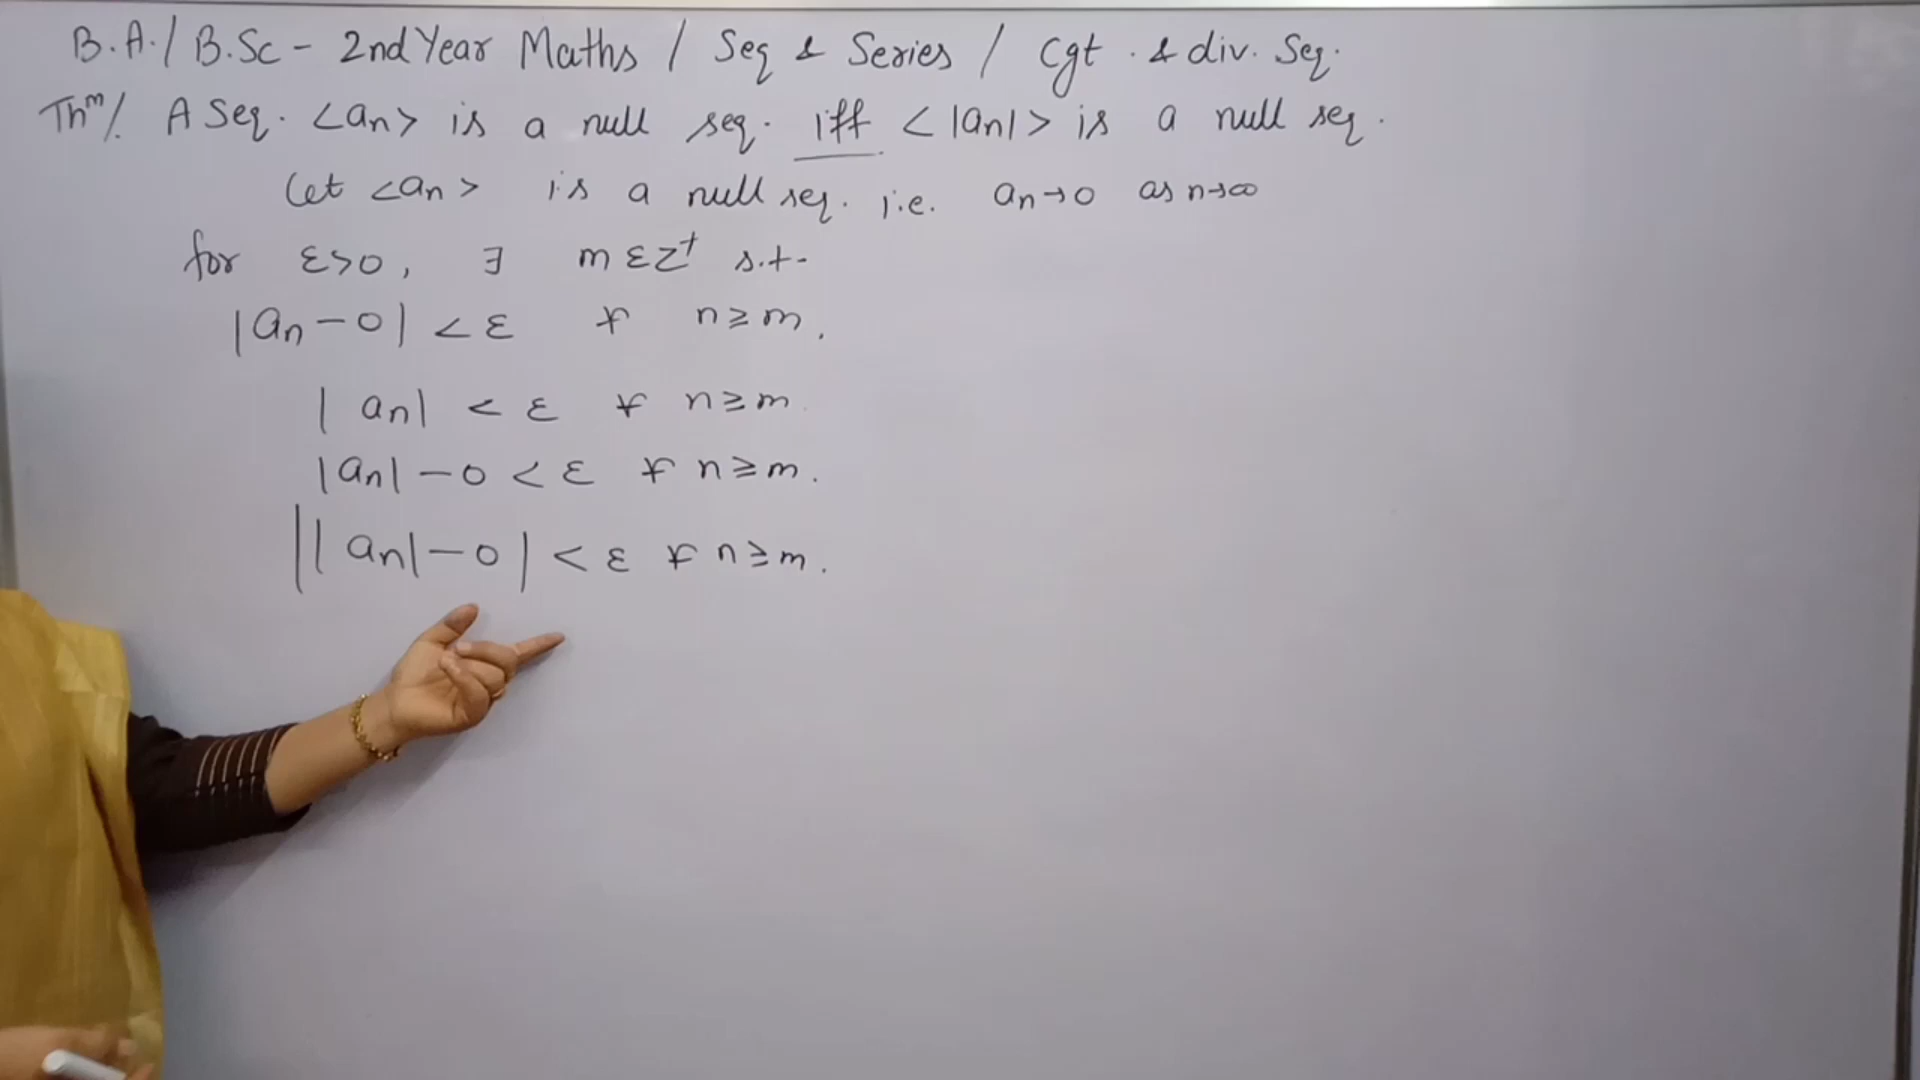 B.A./B.Sc - 2nd Year Maths / Seq & Series / Cgt. & div. Seq.
Thᵐ/. A Seq. <aₙ> is a null seq. iff <|aₙ|> is a null seq.
Let <aₙ> is a null seq. i.e. aₙ→0 as n→∞
for ε>0, ∃ m ε Z⁺ s.t.
|aₙ-0| < ε ∀ n≥m.
|aₙ| < ε ∀ n≥m.
|aₙ|-0 < ε ∀ n≥m.
||aₙ|-0| < ε ∀ n≥m.